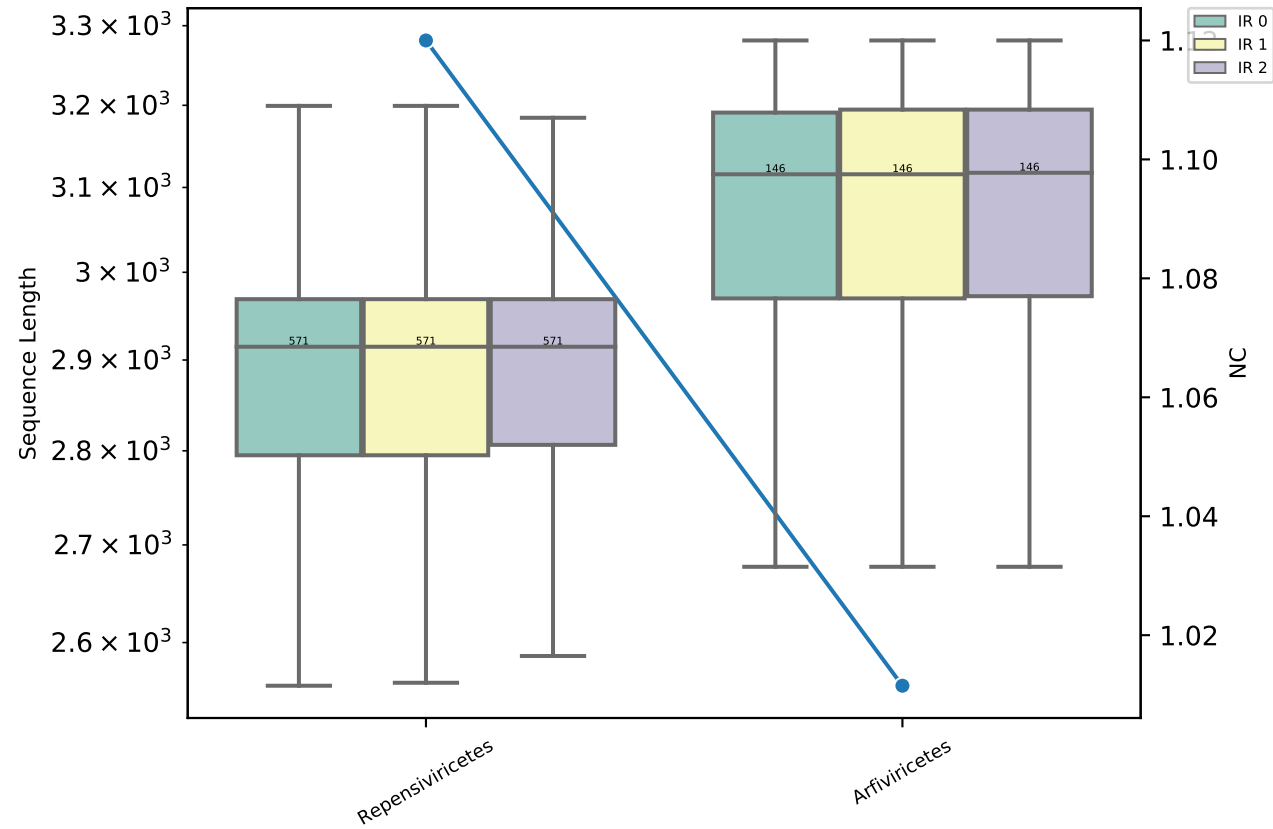 3.3 × 10³
3.2 × 10³
3.1 × 10³
3 × 10³
2.9 × 10³
2.8 × 10³
2.7 × 10³
2.6 × 10³
Sequence Length
571
571
571
146
146
146
Repensiviricetes
Arfiviricetes
1.12
1.10
1.08
1.06
1.04
1.02
NC
IR 0
IR 1
IR 2